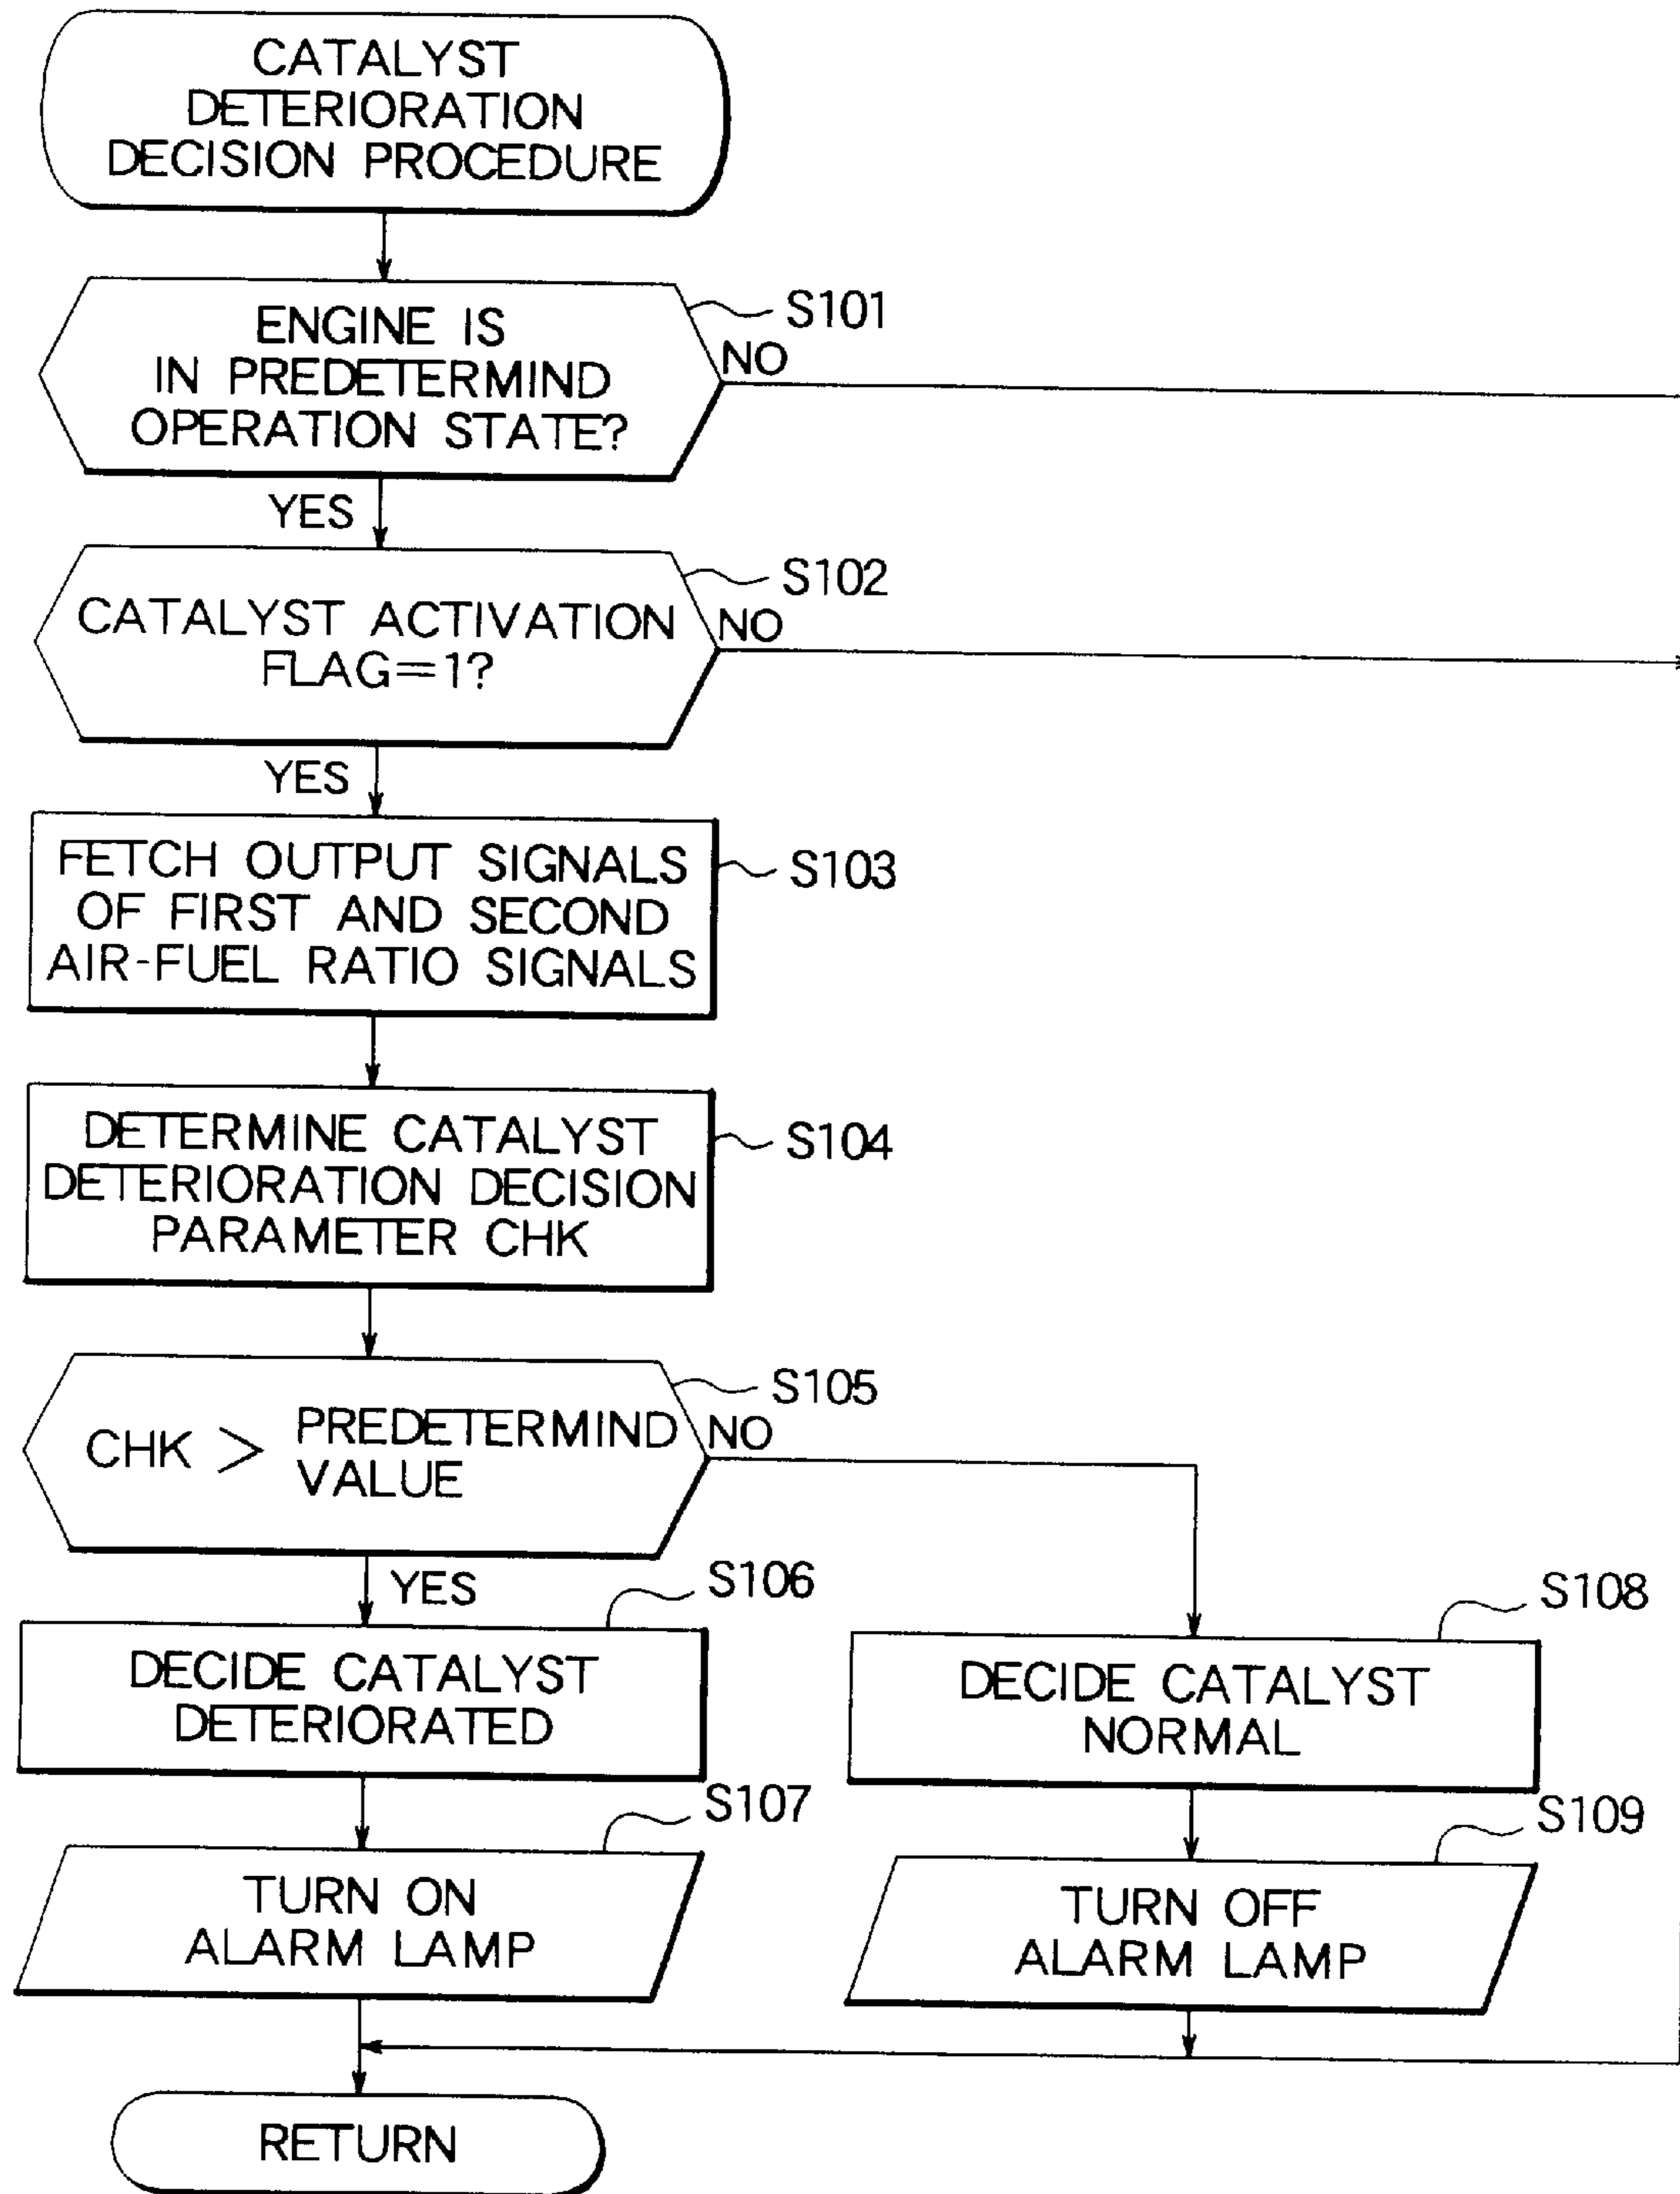 CATALYST
DETERIORATION
DECISION PROCEDURE
ENGINE IS
IN PREDETERMIND
OPERATION STATE?
S101
NO
YES
CATALYST ACTIVATION
FLAG=1?
S102
NO
YES
FETCH OUTPUT SIGNALS
OF FIRST AND SECOND
AIR-FUEL RATIO SIGNALS
S103
DETERMINE CATALYST
DETERIORATION DECISION
PARAMETER CHK
S104
CHK > PREDETERMIND
VALUE
S105
NO
YES
S106
DECIDE CATALYST
DETERIORATED
S108
DECIDE CATALYST
NORMAL
S107
TURN ON
ALARM LAMP
S109
TURN OFF
ALARM LAMP
RETURN